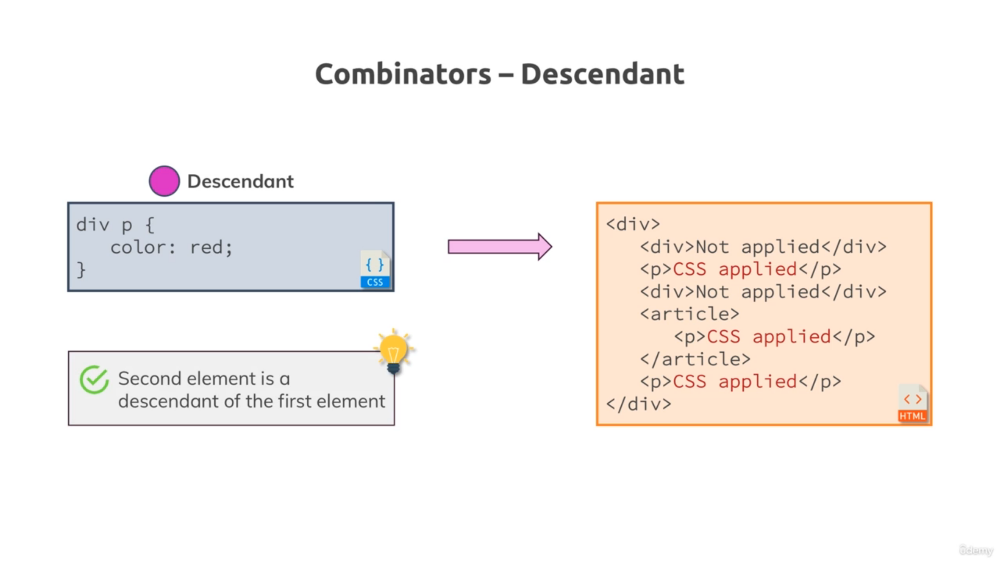 Combinators – Descendant
Descendant
div p {
color: red;
}
{ }
CSS
Second element is a
descendant of the first element
<div>
<div>Not applied</div>
<p>CSS applied</p>
<div>Not applied</div>
<article>
<p>CSS applied</p>
</article>
<p>CSS applied</p>
</div>
< >
HTML
ûdemy